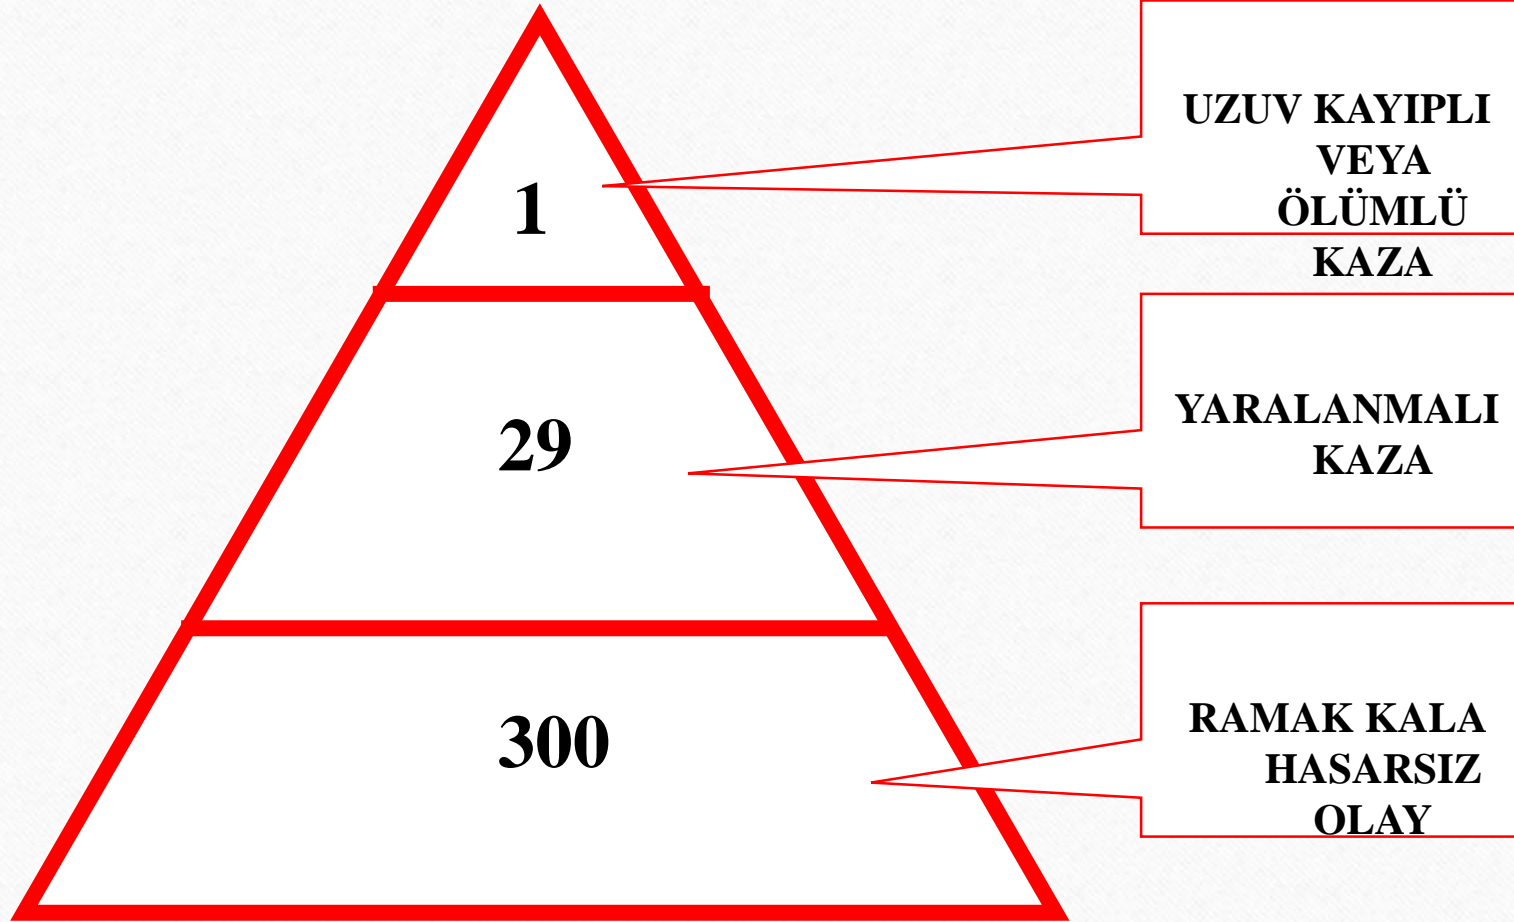 1
UZUV KAYIPLI
VEYA
ÖLÜMLÜ
KAZA
29
YARALANMALI
KAZA
300
RAMAK KALA
HASARSIZ
OLAY